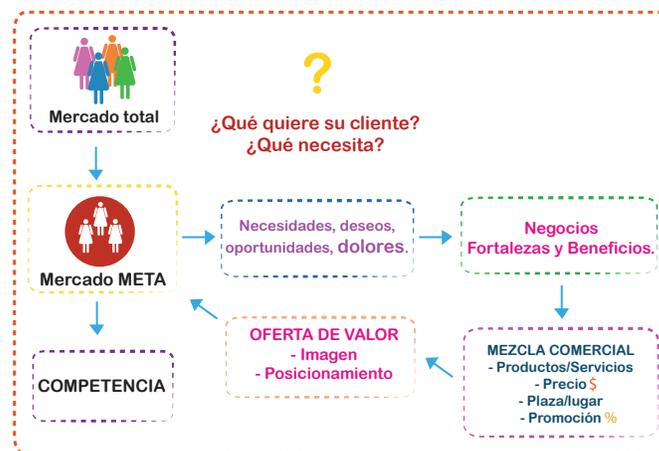 Mercado total
?
¿Qué quiere su cliente?
¿Qué necesita?
Mercado META
Necesidades, deseos,
oportunidades, dolores.
Negocios
Fortalezas y Beneficios.
COMPETENCIA
OFERTA DE VALOR
- Imagen
- Posicionamiento
MEZCLA COMERCIAL
- Productos/Servicios
- Precio $
- Plaza/lugar
- Promoción %